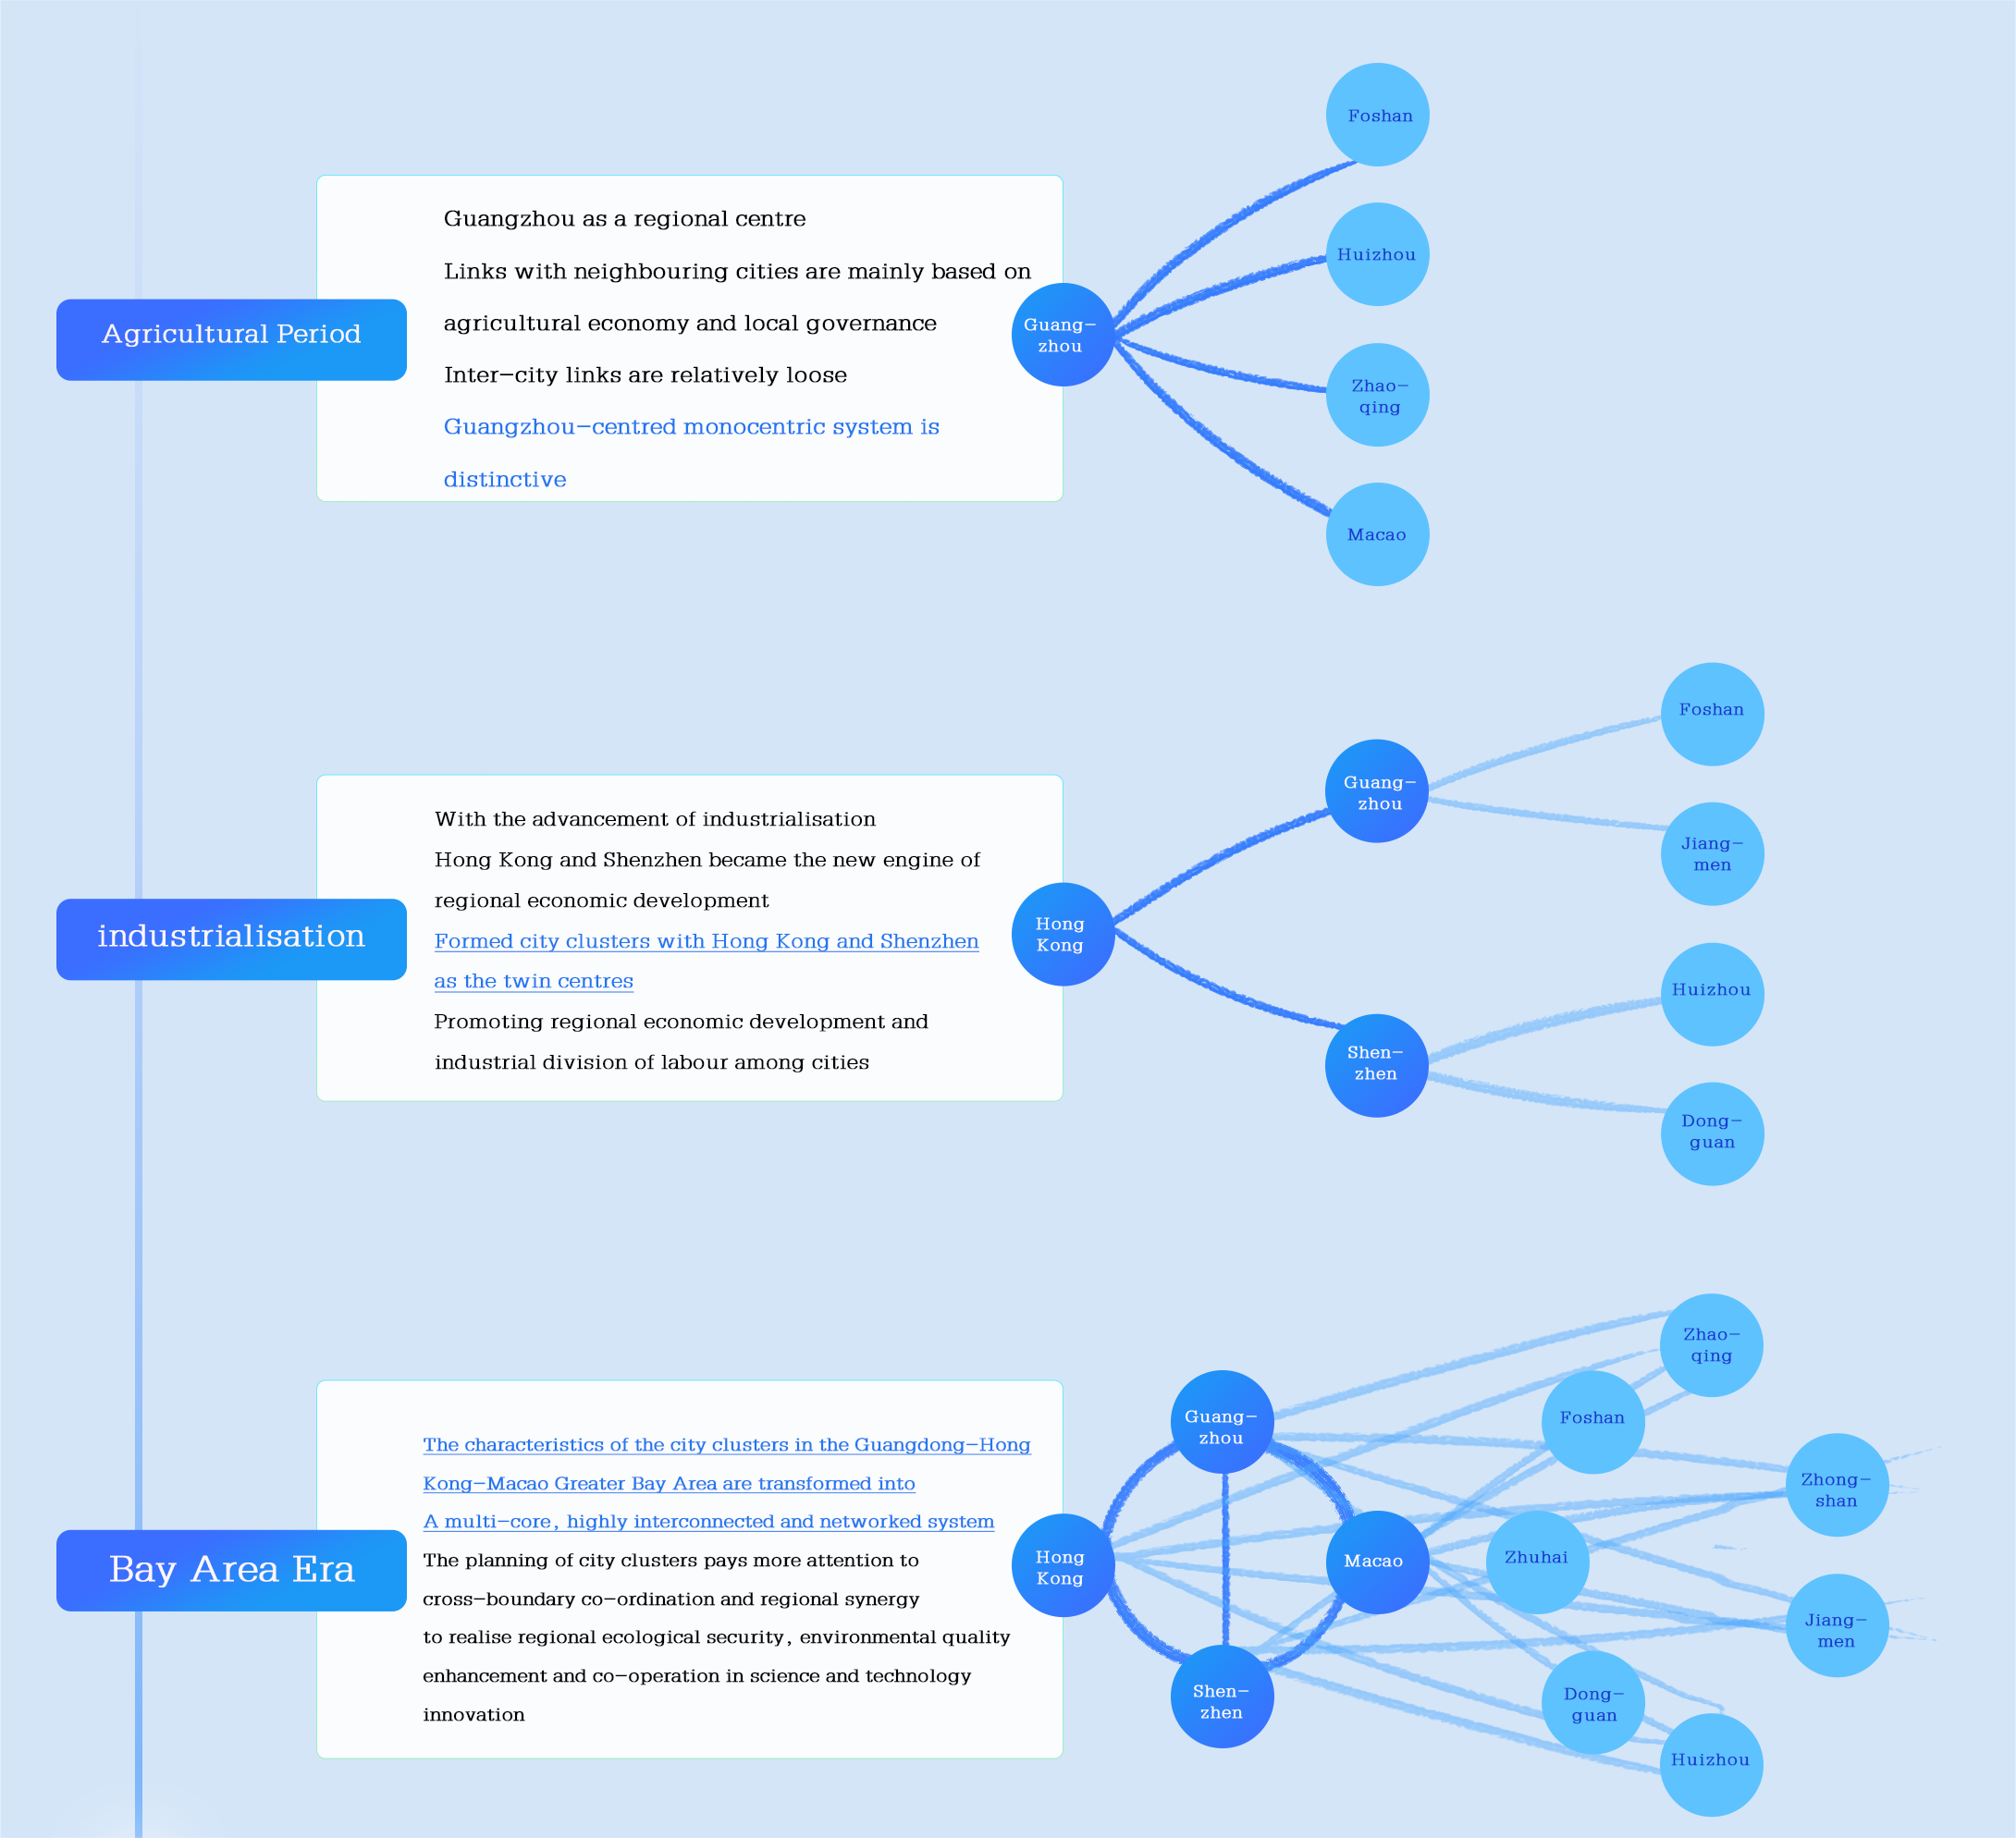 Agricultural Period
Guangzhou as a regional centre
Links with neighbouring cities are mainly based on
agricultural economy and local governance
Inter-city links are relatively loose
Guangzhou-centred monocentric system is
distinctive
Guang-
zhou
Foshan
Huizhou
Zhao-
qing
Macao
industrialisation
With the advancement of industrialisation
Hong Kong and Shenzhen became the new engine of
regional economic development
Formed city clusters with Hong Kong and Shenzhen
as the twin centres
Promoting regional economic development and
industrial division of labour among cities
Hong
Kong
Guang-
zhou
Shen-
zhen
Foshan
Jiang-
men
Huizhou
Dong-
guan
Bay Area Era
The characteristics of the city clusters in the Guangdong-Hong
Kong-Macao Greater Bay Area are transformed into
A multi-core, highly interconnected and networked system
The planning of city clusters pays more attention to
cross-boundary co-ordination and regional synergy
to realise regional ecological security, environmental quality
enhancement and co-operation in science and technology
innovation
Hong
Kong
Guang-
zhou
Shen-
zhen
Macao
Zhao-
qing
Foshan
Zhong-
shan
Zhuhai
Jiang-
men
Dong-
guan
Huizhou